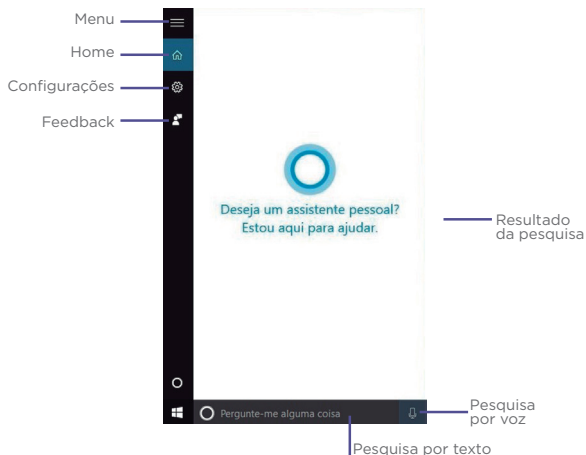 Menu
Home
Configurações
Feedback
Deseja um assistente pessoal?
Estou aqui para ajudar.
Resultado
da pesquisa
Pergunte-me alguma coisa
Pesquisa
por voz
Pesquisa por texto